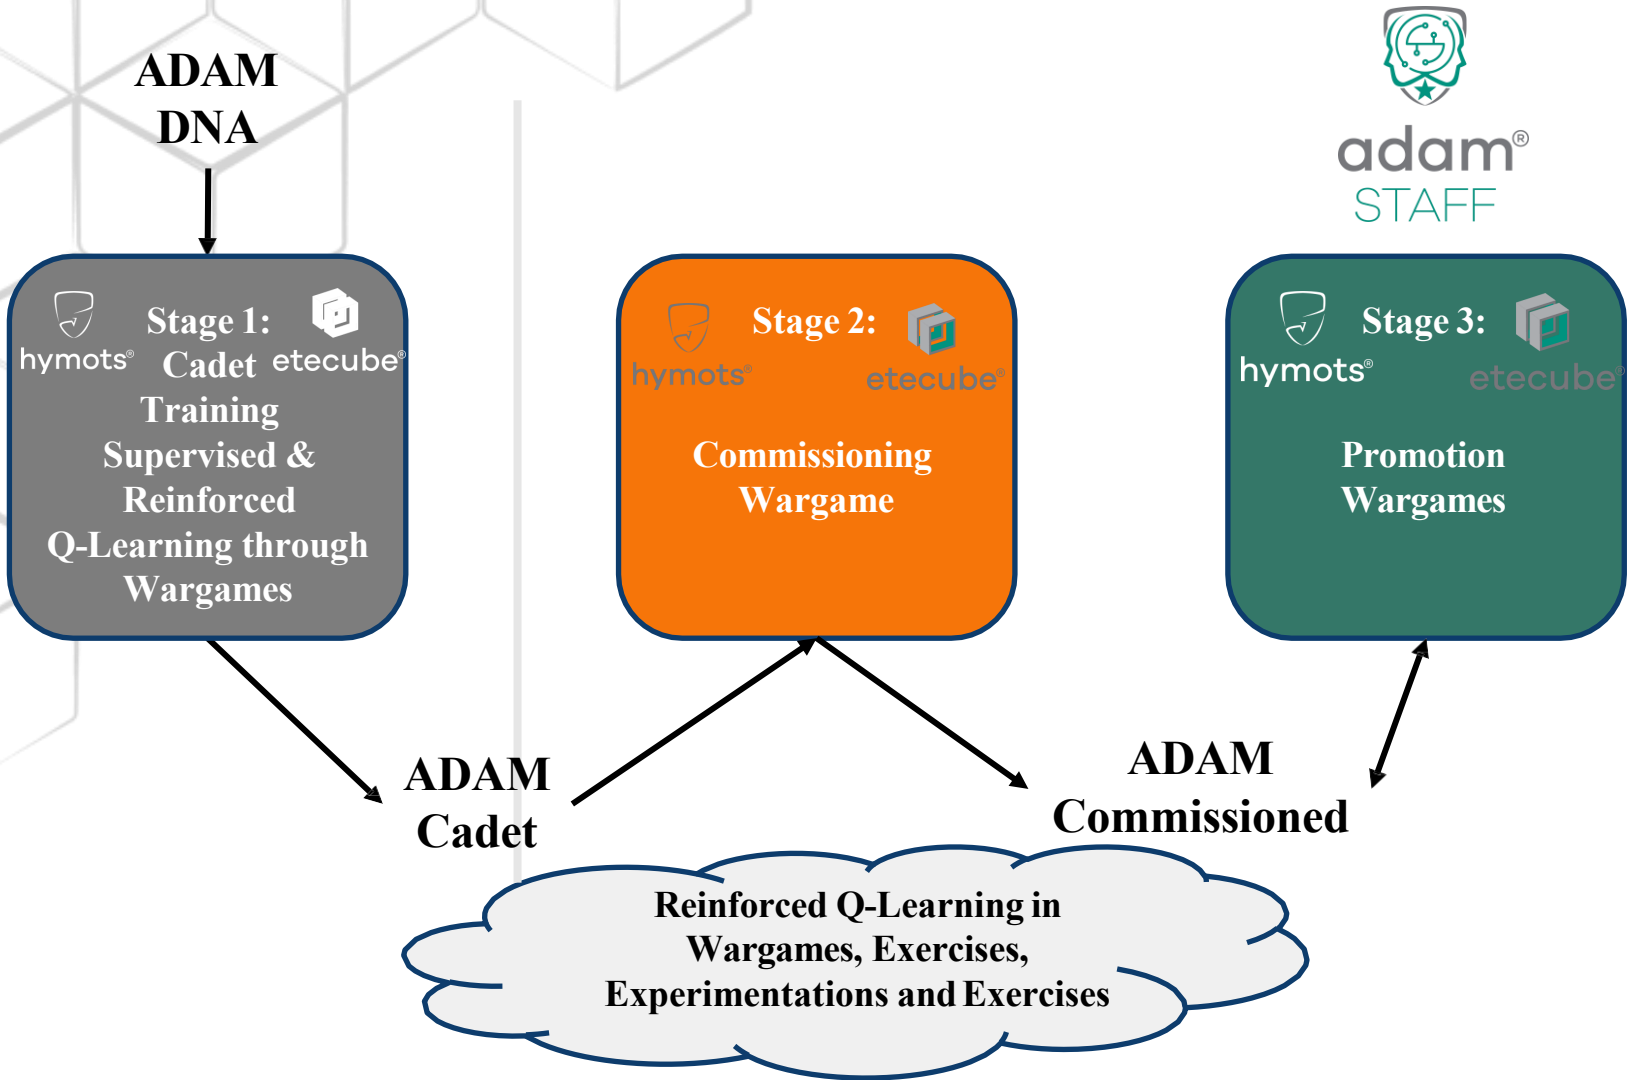 ADAM
DNA
adam®
STAFF
Stage 1:
hymots®
etecube®
Cadet
Training
Supervised &
Reinforced
Q-Learning through
Wargames
Stage 2:
hymots®
etecube®
Commissioning
Wargame
Stage 3:
hymots®
etecube®
Promotion
Wargames
ADAM
Cadet
ADAM
Commissioned
Reinforced Q-Learning in
Wargames, Exercises,
Experimentations and Exercises